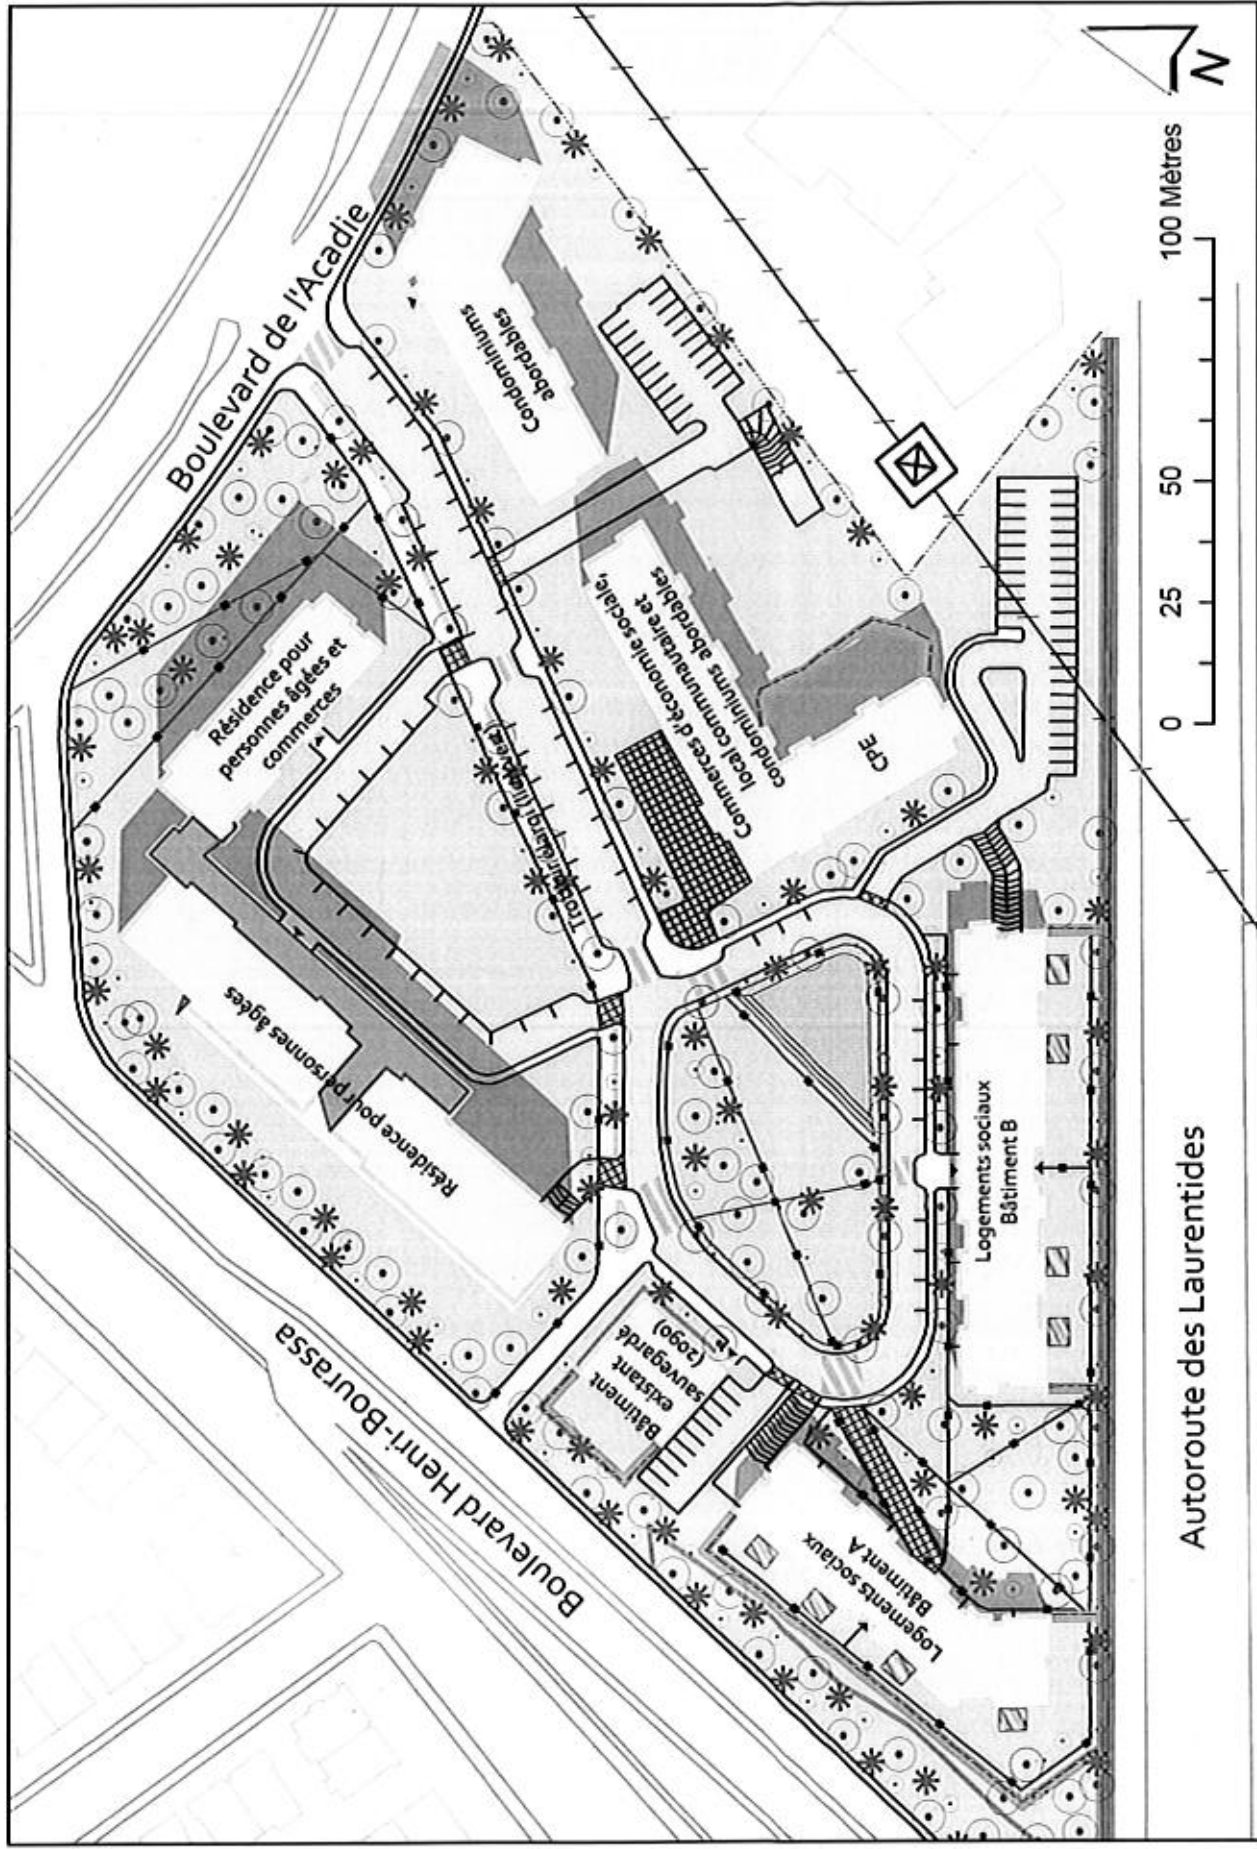 Boulevard de l'Acadie
Boulevard Henri-Bourassa
Autoroute des Laurentides
Résidence pour
personnes âgées et
commerces
Résidence pour personnes âgées
Condominiums
abordables
Commerces d'économie sociale,
local communautaire et
condominiums abordables
CPE
Bâtiment
existant
sauvegardé
(2090)
Logements sociaux
Bâtiment A
Logements sociaux
Bâtiment B
0 25 50 100 Mètres
N